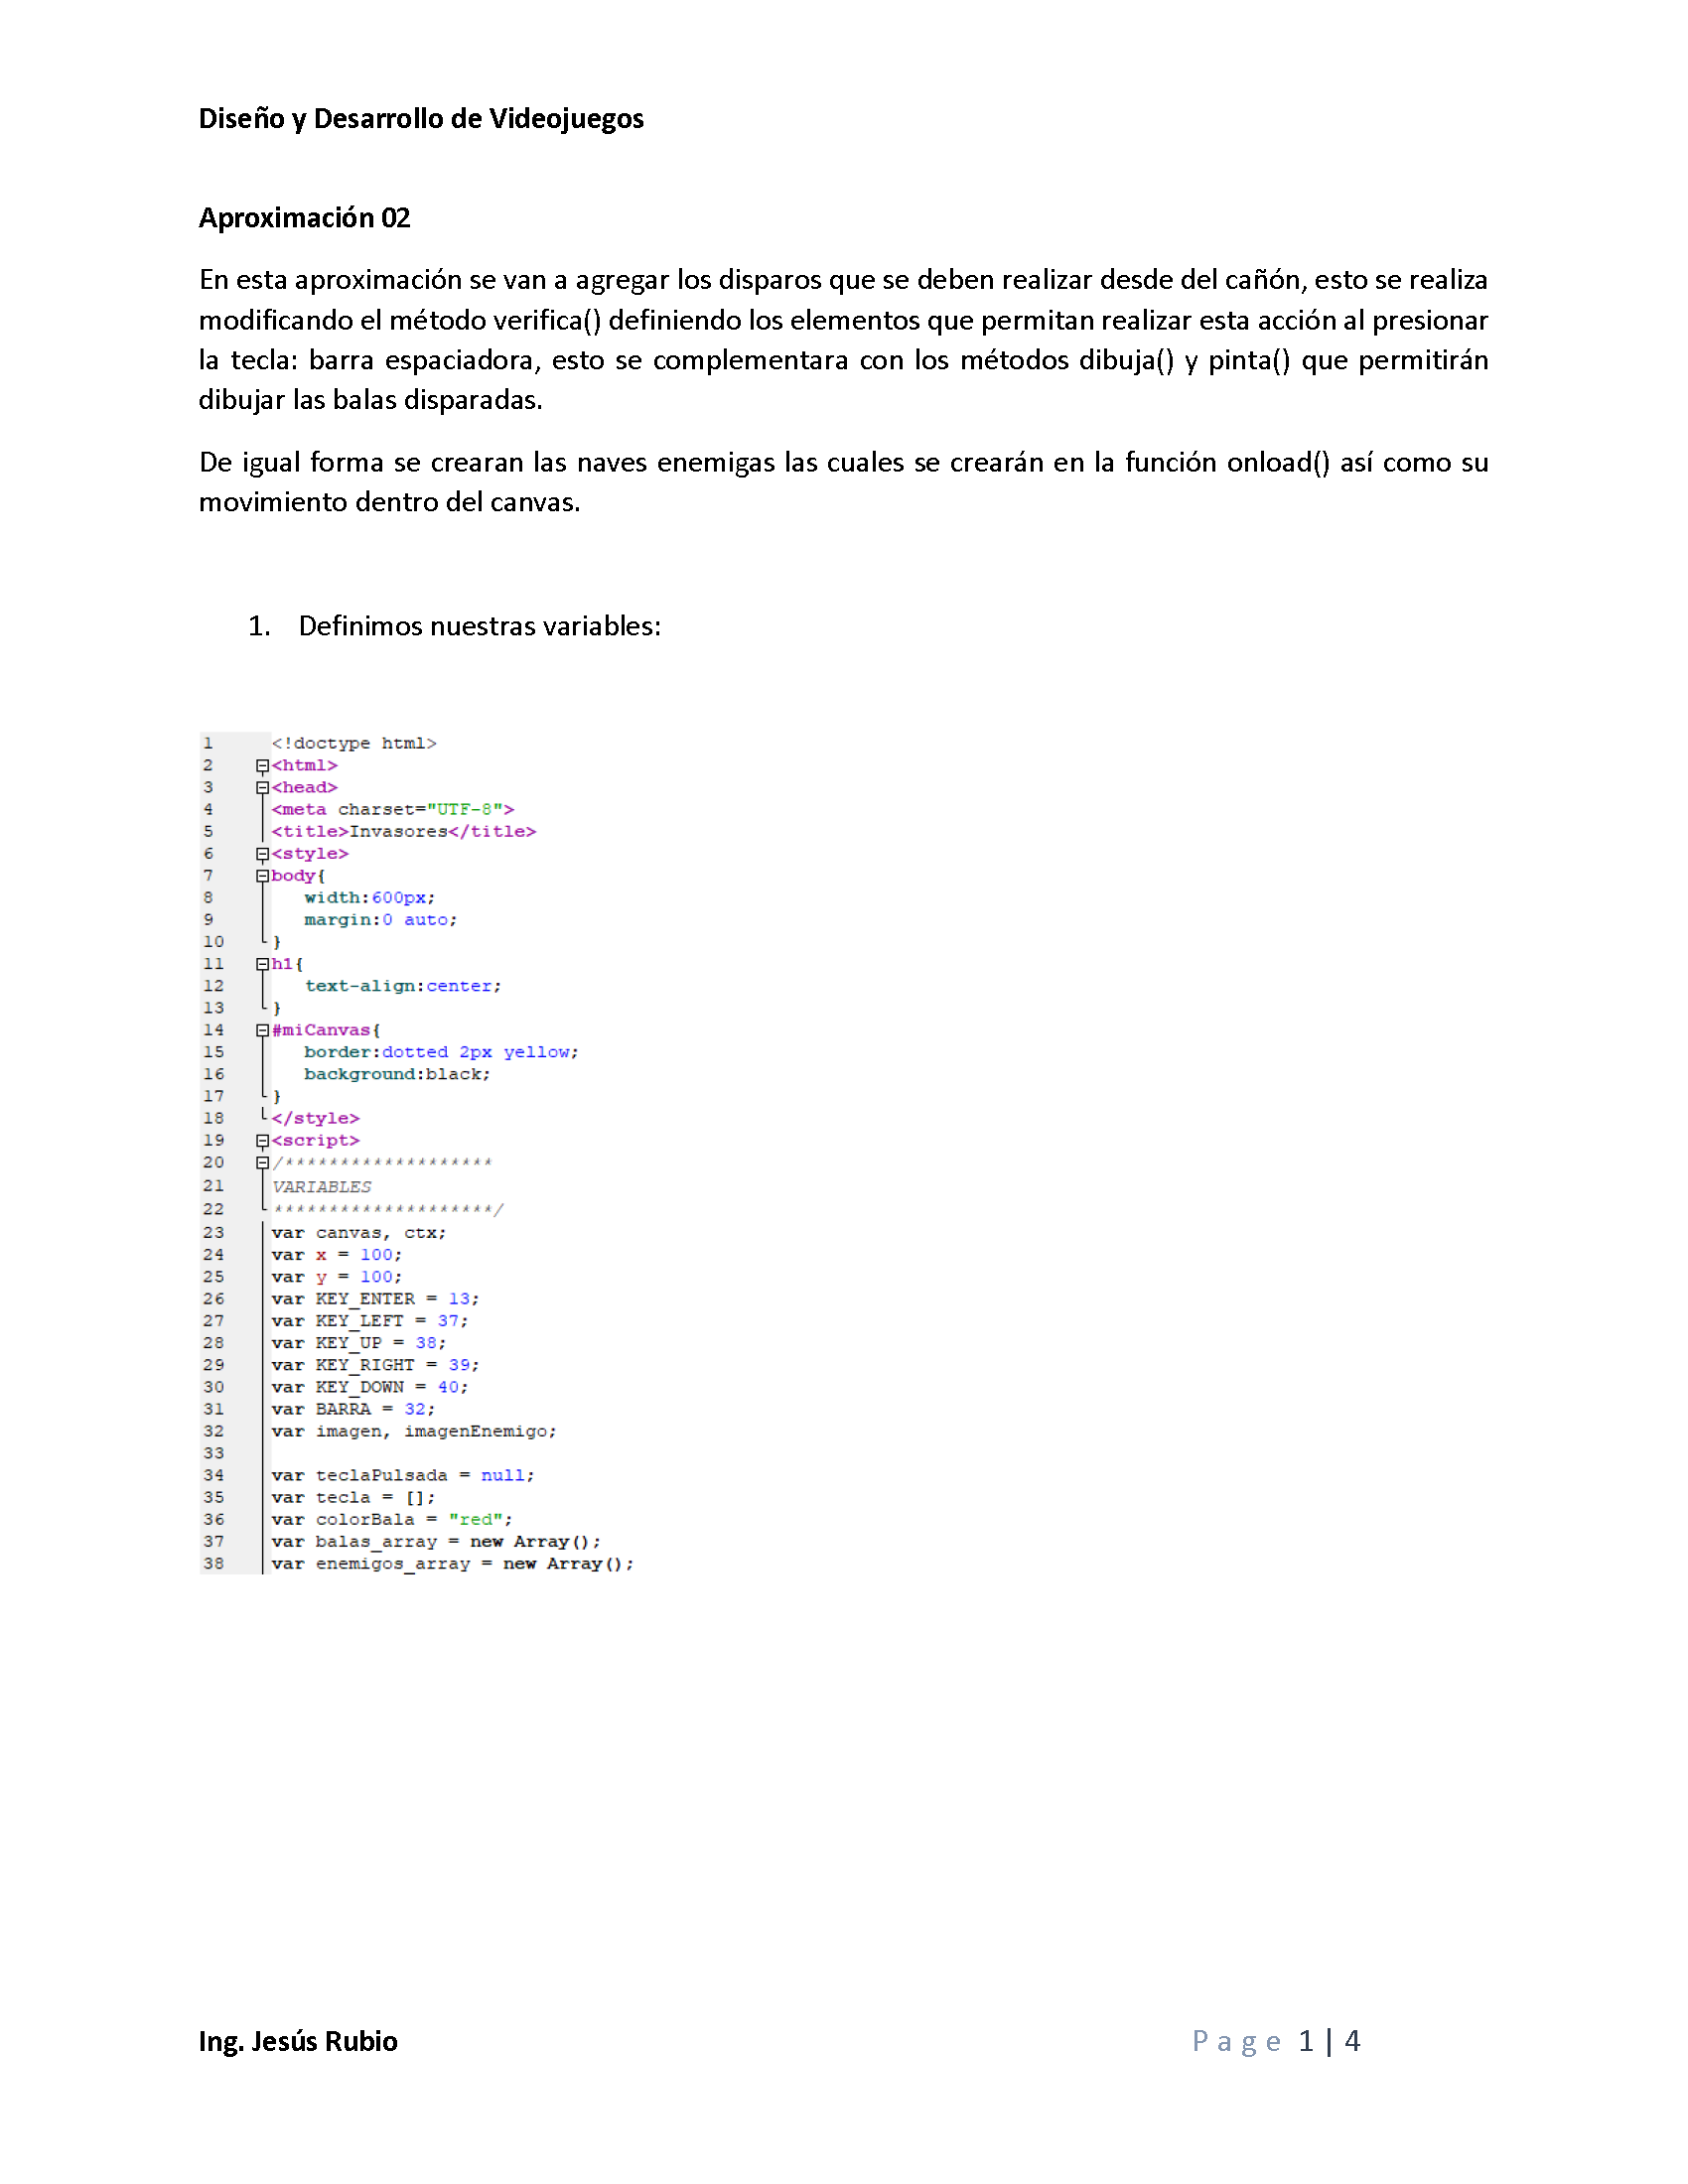 Diseño y Desarrollo de Videojuegos
Aproximación 02
En esta aproximación se van a agregar los disparos que se deben realizar desde del cañón, esto se realiza
modificando el método verifica() definiendo los elementos que permitan realizar esta acción al presionar
la tecla: barra espaciadora, esto se complementara con los métodos dibuja() y pinta() que permitirán
dibujar las balas disparadas.
De igual forma se crearan las naves enemigas las cuales se crearán en la función onload() así como su
movimiento dentro del canvas.
1. Definimos nuestras variables:
1 <!doctype html>
2 <html>
3 <head>
4 <meta charset="UTF-8">
5 <title>Invasores</title>
6 <style>
7 body{
8 width:600px;
9 margin:0 auto;
10 }
11 h1{
12 text-align:center;
13 }
14 #miCanvas{
15 border:dotted 2px yellow;
16 background:black;
17 }
18 </style>
19 <script>
20 /*******************
21 VARIABLES
22 ********************/
23 var canvas, ctx;
24 var x = 100;
25 var y = 100;
26 var KEY_ENTER = 13;
27 var KEY_LEFT = 37;
28 var KEY_UP = 38;
29 var KEY_RIGHT = 39;
30 var KEY_DOWN = 40;
31 var BARRA = 32;
32 var imagen, imagenEnemigo;
33
34 var teclaPulsada = null;
35 var tecla = [];
36 var colorBala = "red";
37 var balas_array = new Array();
38 var enemigos_array = new Array();
Ing. Jesús Rubio
Page 1 | 4